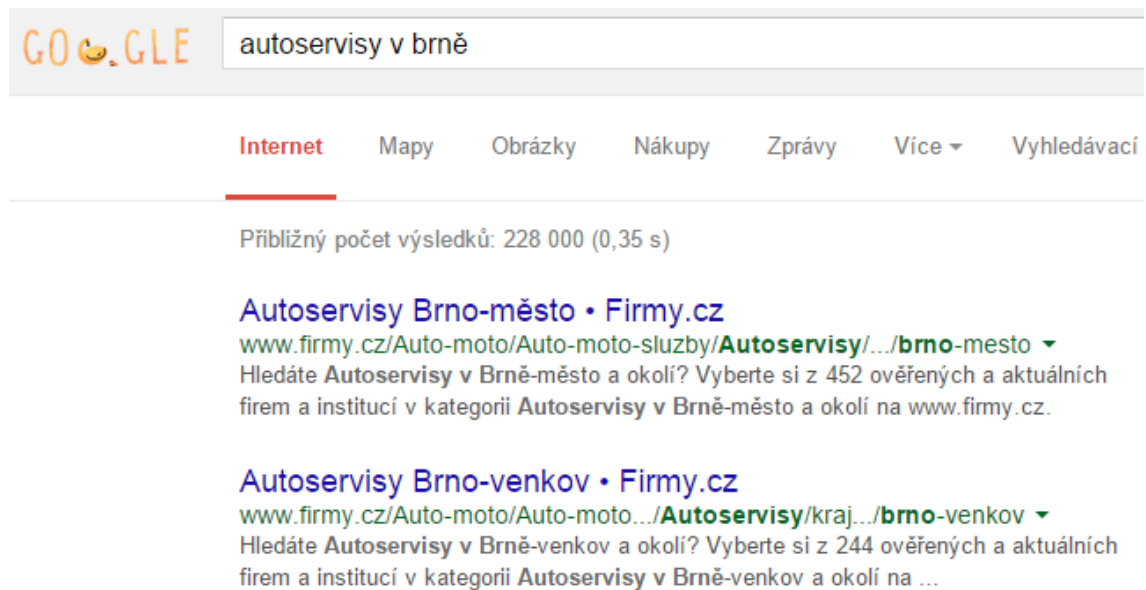 GOOGLE
autoservisy v brně
Internet Mapy Obrázky Nákupy Zprávy Více Vyhledávací
Přibližný počet výsledků: 228 000 (0,35 s)
Autoservisy Brno-město • Firmy.cz
www.firmy.cz/Auto-moto/Auto-moto-sluzby/Autoservisy/.../brno-mesto
Hledáte Autoservisy v Brně-město a okolí? Vyberte si z 452 ověřených a aktuálních
firem a institucí v kategorii Autoservisy v Brně-město a okolí na www.firmy.cz.
Autoservisy Brno-venkov • Firmy.cz
www.firmy.cz/Auto-moto/Auto-moto.../Autoservisy/kraj.../brno-venkov
Hledáte Autoservisy v Brně-venkov a okolí? Vyberte si z 244 ověřených a aktuálních
firem a institucí v kategorii Autoservisy v Brně-venkov a okolí na ...